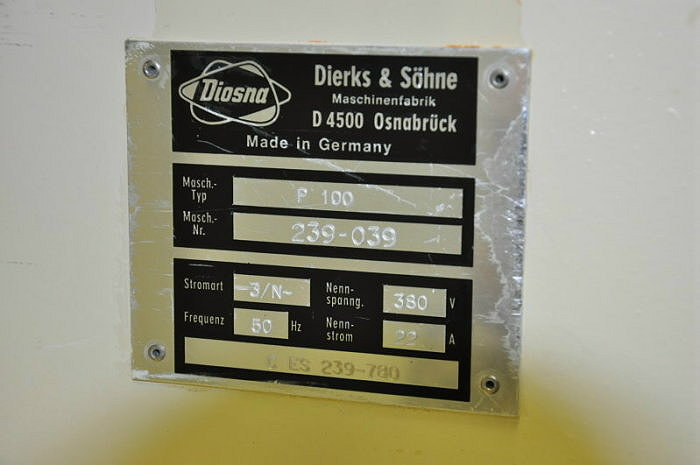 Diosna
Dierks & Söhne
Maschinenfabrik
D 4500 Osnabrück
Made in Germany
Masch.-
Typ
P 100
Masch.-
Nr.
239-039
Stromart
3/N~
Nenn-
spanng.
380 V
Frequenz
50 Hz
Nenn-
strom
22 A
ES 239-780